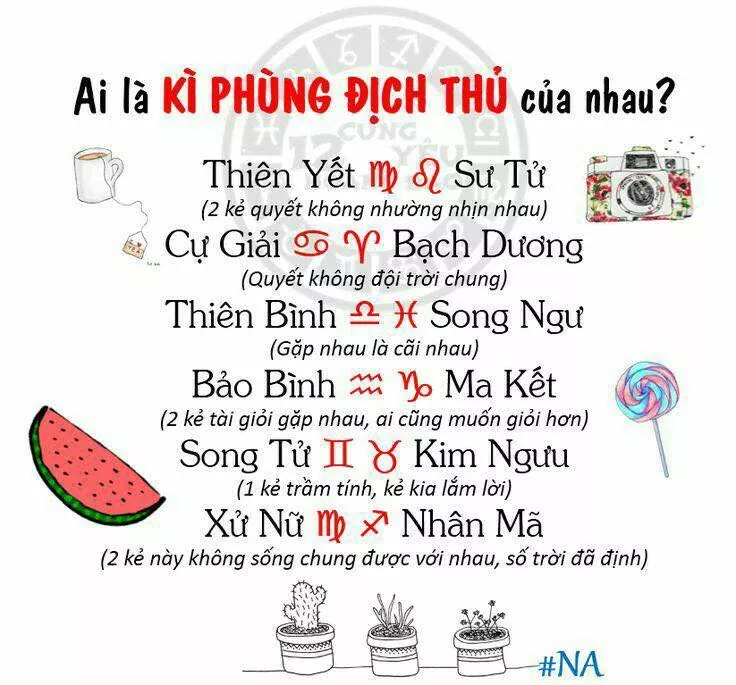 Ai là KÌ PHÙNG ĐỊCH THỦ của nhau?
12 CUNG YÊU
Thiên Yết ♍ ♌ Sư Tử
(2 kẻ quyết không nhường nhịn nhau)
Cự Giải ♋ ♈ Bạch Dương
(Quyết không đội trời chung)
Thiên Bình ♎ ♓ Song Ngư
(Gặp nhau là cãi nhau)
Bảo Bình ♒ ♑ Ma Kết
(2 kẻ tài giỏi gặp nhau, ai cũng muốn giỏi hơn)
Song Tử ♊ ♉ Kim Ngưu
(1 kẻ trầm tính, kẻ kia lắm lời)
Xử Nữ ♍ ♐ Nhân Mã
(2 kẻ này không sống chung được với nhau, số trời đã định)
#NA